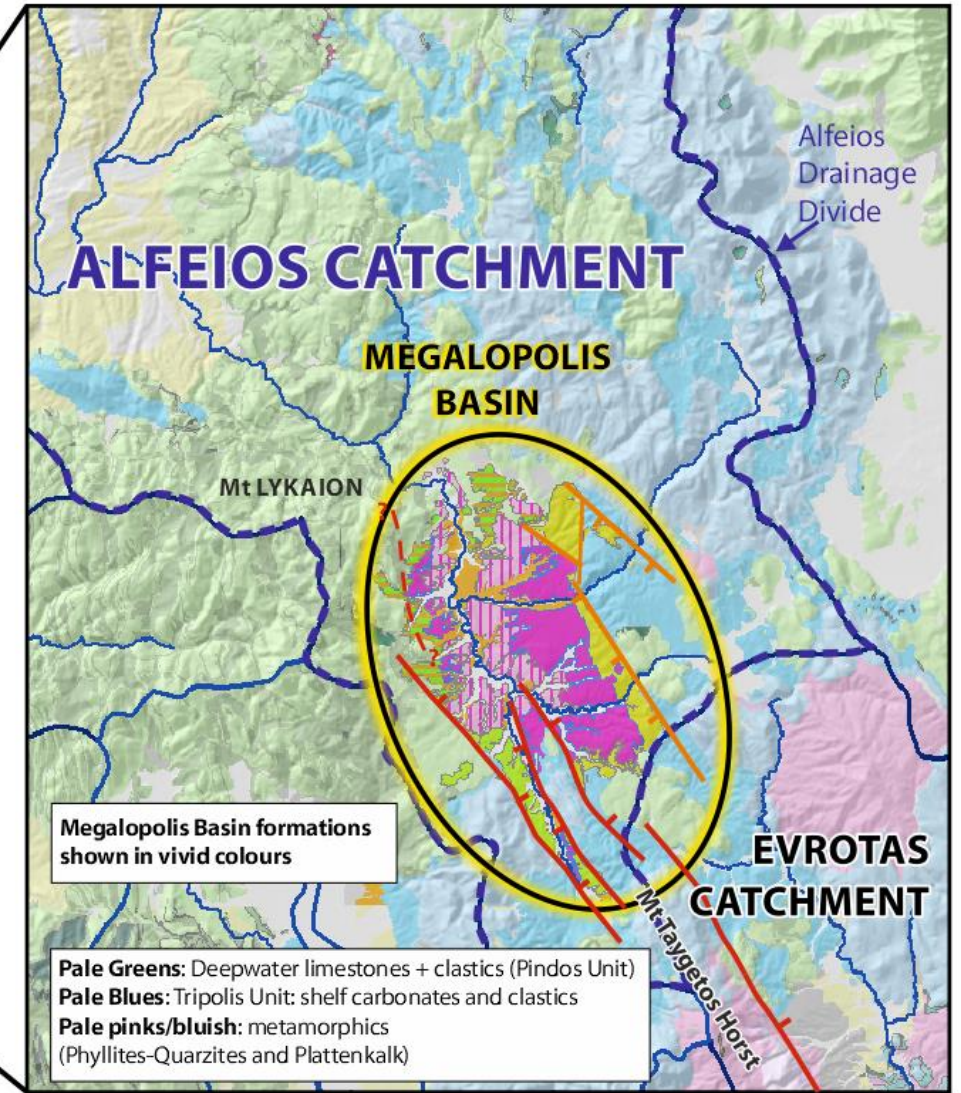 Alfeios
Drainage
Divide
ALFEIOS CATCHMENT
MEGALOPOLIS
BASIN
Mt LYKAION
?
?
Megalopolis Basin formations
shown in vivid colours
EVROTAS
CATCHMENT
Mt Taygetos Horst
Pale Greens: Deepwater limestones + clastics (Pindos Unit)
Pale Blues: Tripolis Unit: shelf carbonates and clastics
Pale pinks/bluish: metamorphics
(Phyllites-Quarzites and Plattenkalk)